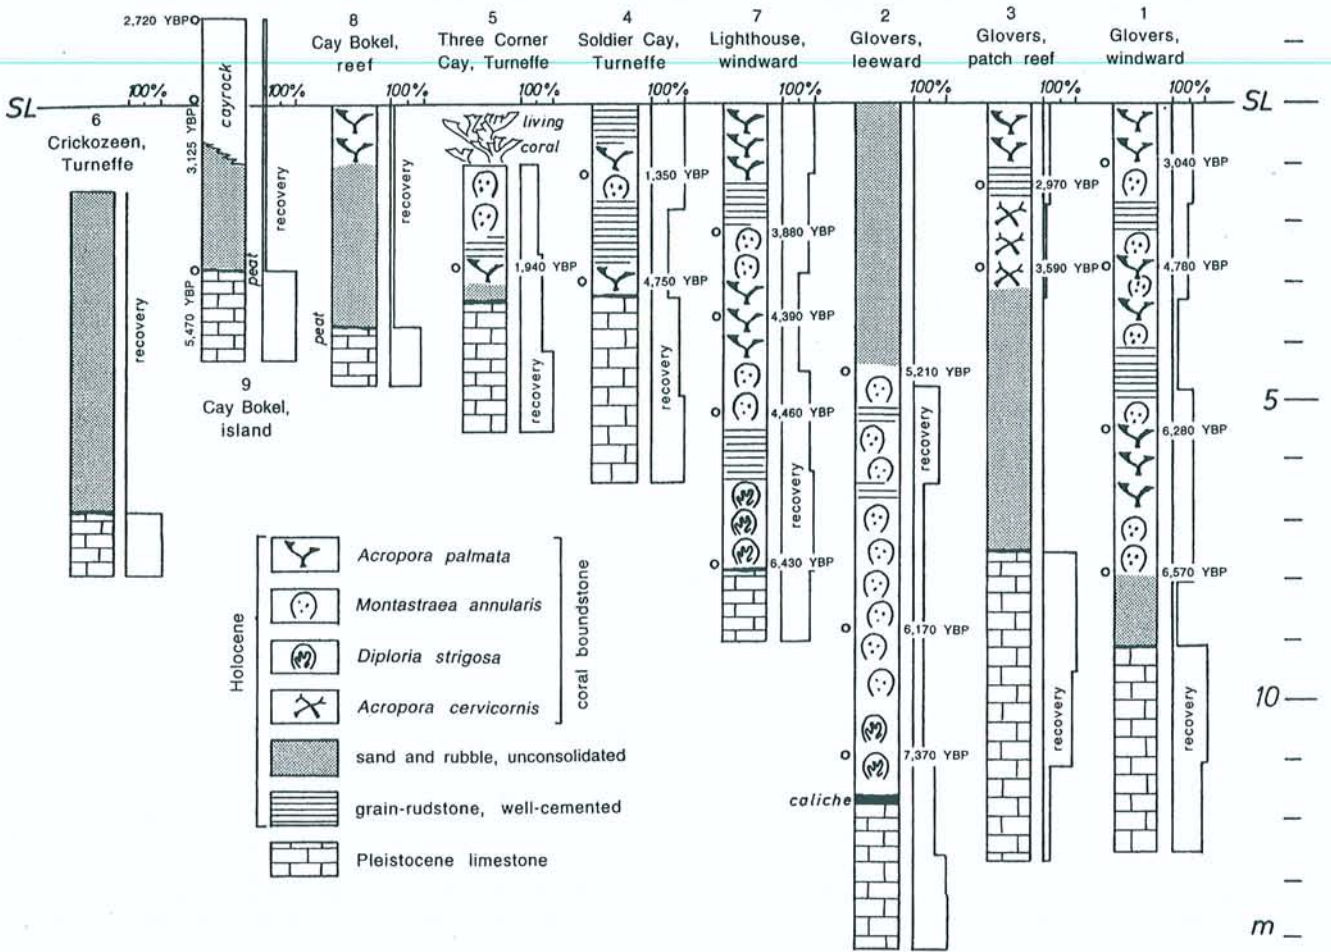 2,720 YBP
cayrock
3,125 YBP
5,470 YBP
peat
100%
recovery
9
Cay Bokel,
island
SL
6
Crickozeen,
Turneffe
100%
recovery
8
Cay Bokel,
reef
100%
recovery
peat
5
Three Corner
Cay, Turneffe
100%
living
coral
1,940 YBP
recovery
4
Soldier Cay,
Turneffe
100%
1,350 YBP
4,750 YBP
recovery
7
Lighthouse,
windward
100%
3,880 YBP
4,390 YBP
4,460 YBP
6,430 YBP
recovery
2
Glovers,
leeward
100%
5,210 YBP
6,170 YBP
7,370 YBP
recovery
caliche
3
Glovers,
patch reef
100%
2,970 YBP
3,590 YBP
recovery
1
Glovers,
windward
100%
3,040 YBP
4,780 YBP
6,280 YBP
6,570 YBP
recovery
SL
5
10
m
Holocene
Acropora palmata
Montastraea annularis
Diploria strigosa
Acropora cervicornis
coral boundstone
sand and rubble, unconsolidated
grain-rudstone, well-cemented
Pleistocene limestone